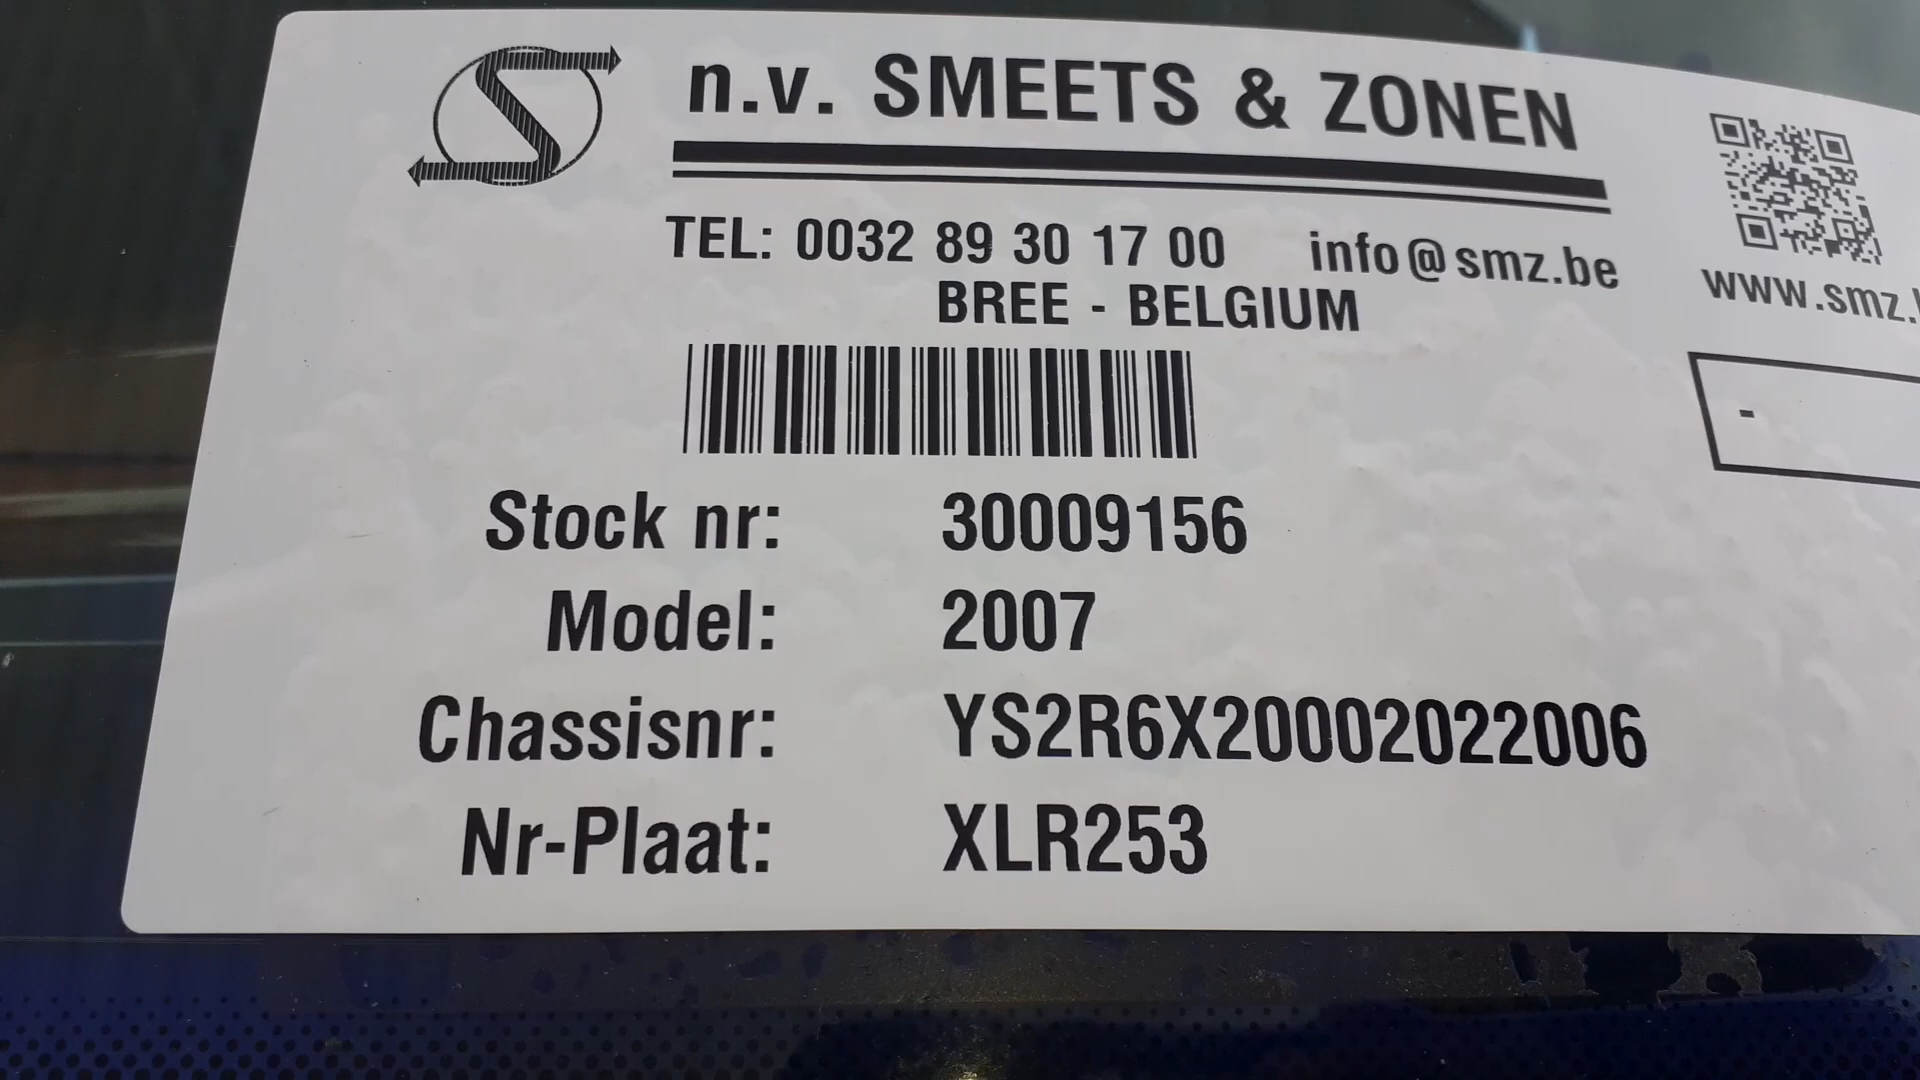 n.v. SMEETS & ZONEN
TEL: 0032 89 30 17 00 info@smz.be
BREE - BELGIUM
www.smz.
-
Stock nr: 30009156
Model: 2007
Chassisnr: YS2R6X20002022006
Nr-Plaat: XLR253